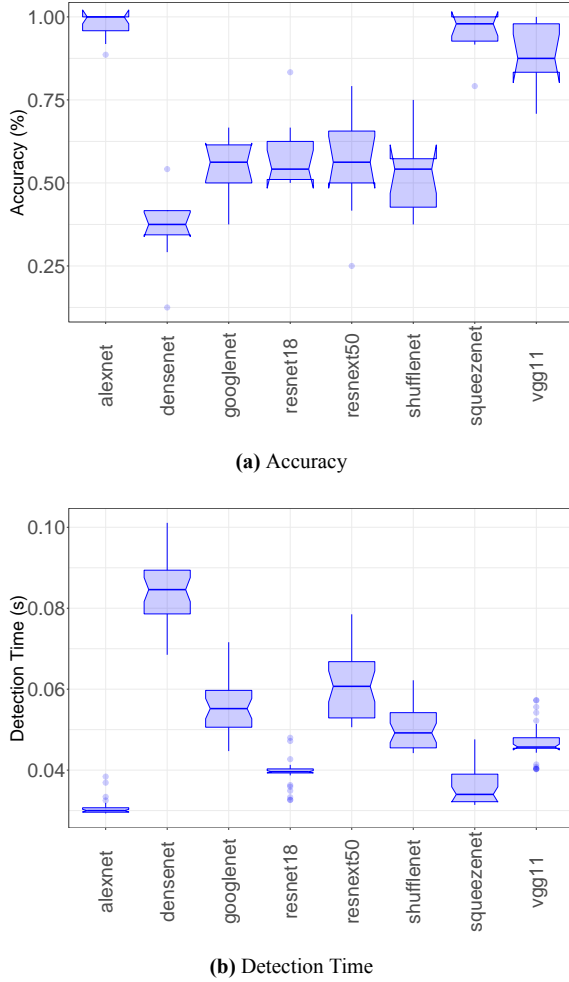 Accuracy (%)
1.00
0.75
0.50
0.25
alexnet
densenet
googlenet
resnet18
resnext50
shufflenet
squeezenet
vgg11
(a) Accuracy
Detection Time (s)
0.10
0.08
0.06
0.04
alexnet
densenet
googlenet
resnet18
resnext50
shufflenet
squeezenet
vgg11
(b) Detection Time